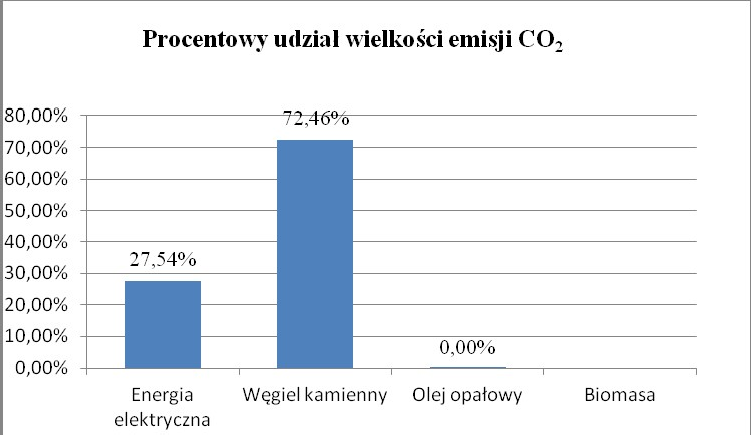 Procentowy udział wielkości emisji CO₂
80,00%
70,00%
60,00%
50,00%
40,00%
30,00%
20,00%
10,00%
0,00%
27,54%
72,46%
0,00%
Energia
elektryczna
Węgiel kamienny
Olej opałowy
Biomasa